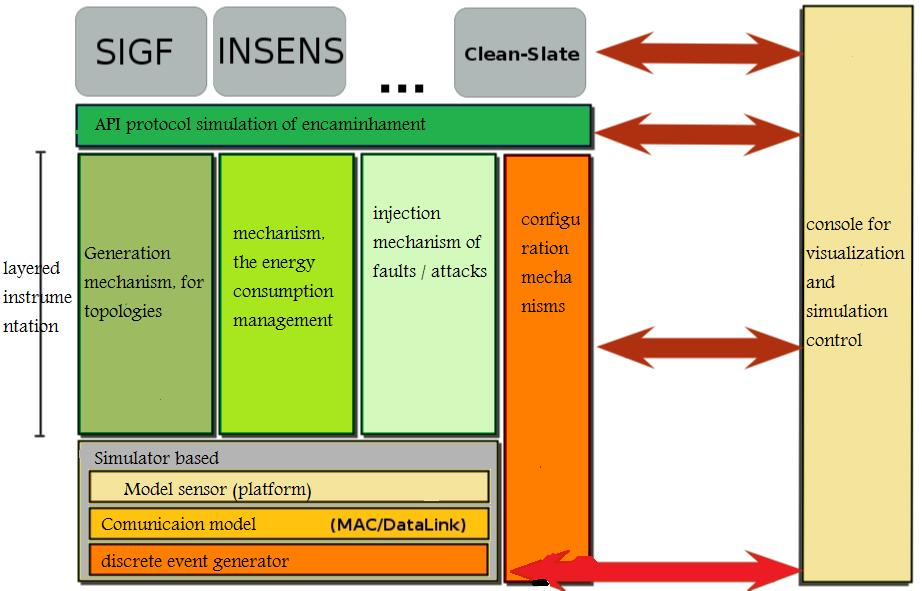 SIGF
INSENS
...
Clean-Slate
API protocol simulation of encaminhament
layered
instrume
ntation
Generation
mechanism, for
topologies
mechanism,
the energy
consumption
management
injection
mechanism of
faults / attacks
configu
ration
mecha
nisms
console for
visualization
and
simulation
control
Simulator based
Model sensor (platform)
Comunicaion model (MAC/DataLink)
discrete event generator